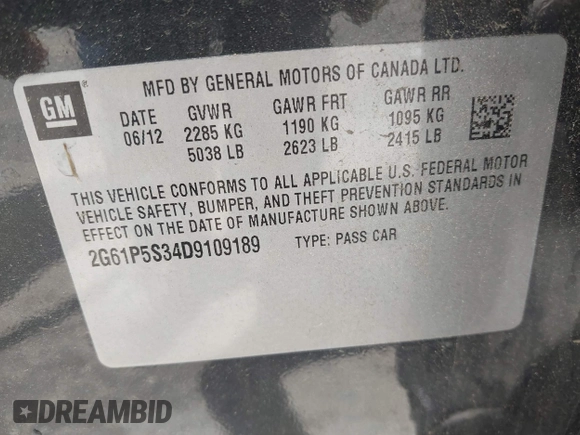 MFD BY GENERAL MOTORS OF CANADA LTD.
GM
DATE GVWR GAWR FRT GAWR RR
06/12 2285 KG 1190 KG 1095 KG
5038 LB 2623 LB 2415 LB
THIS VEHICLE CONFORMS TO ALL APPLICABLE U.S. FEDERAL MOTOR
VEHICLE SAFETY, BUMPER, AND THEFT PREVENTION STANDARDS IN
EFFECT ON THE DATE OF MANUFACTURE SHOWN ABOVE.
2G61P5S34D9109189 TYPE: PASS CAR
DREAMBID